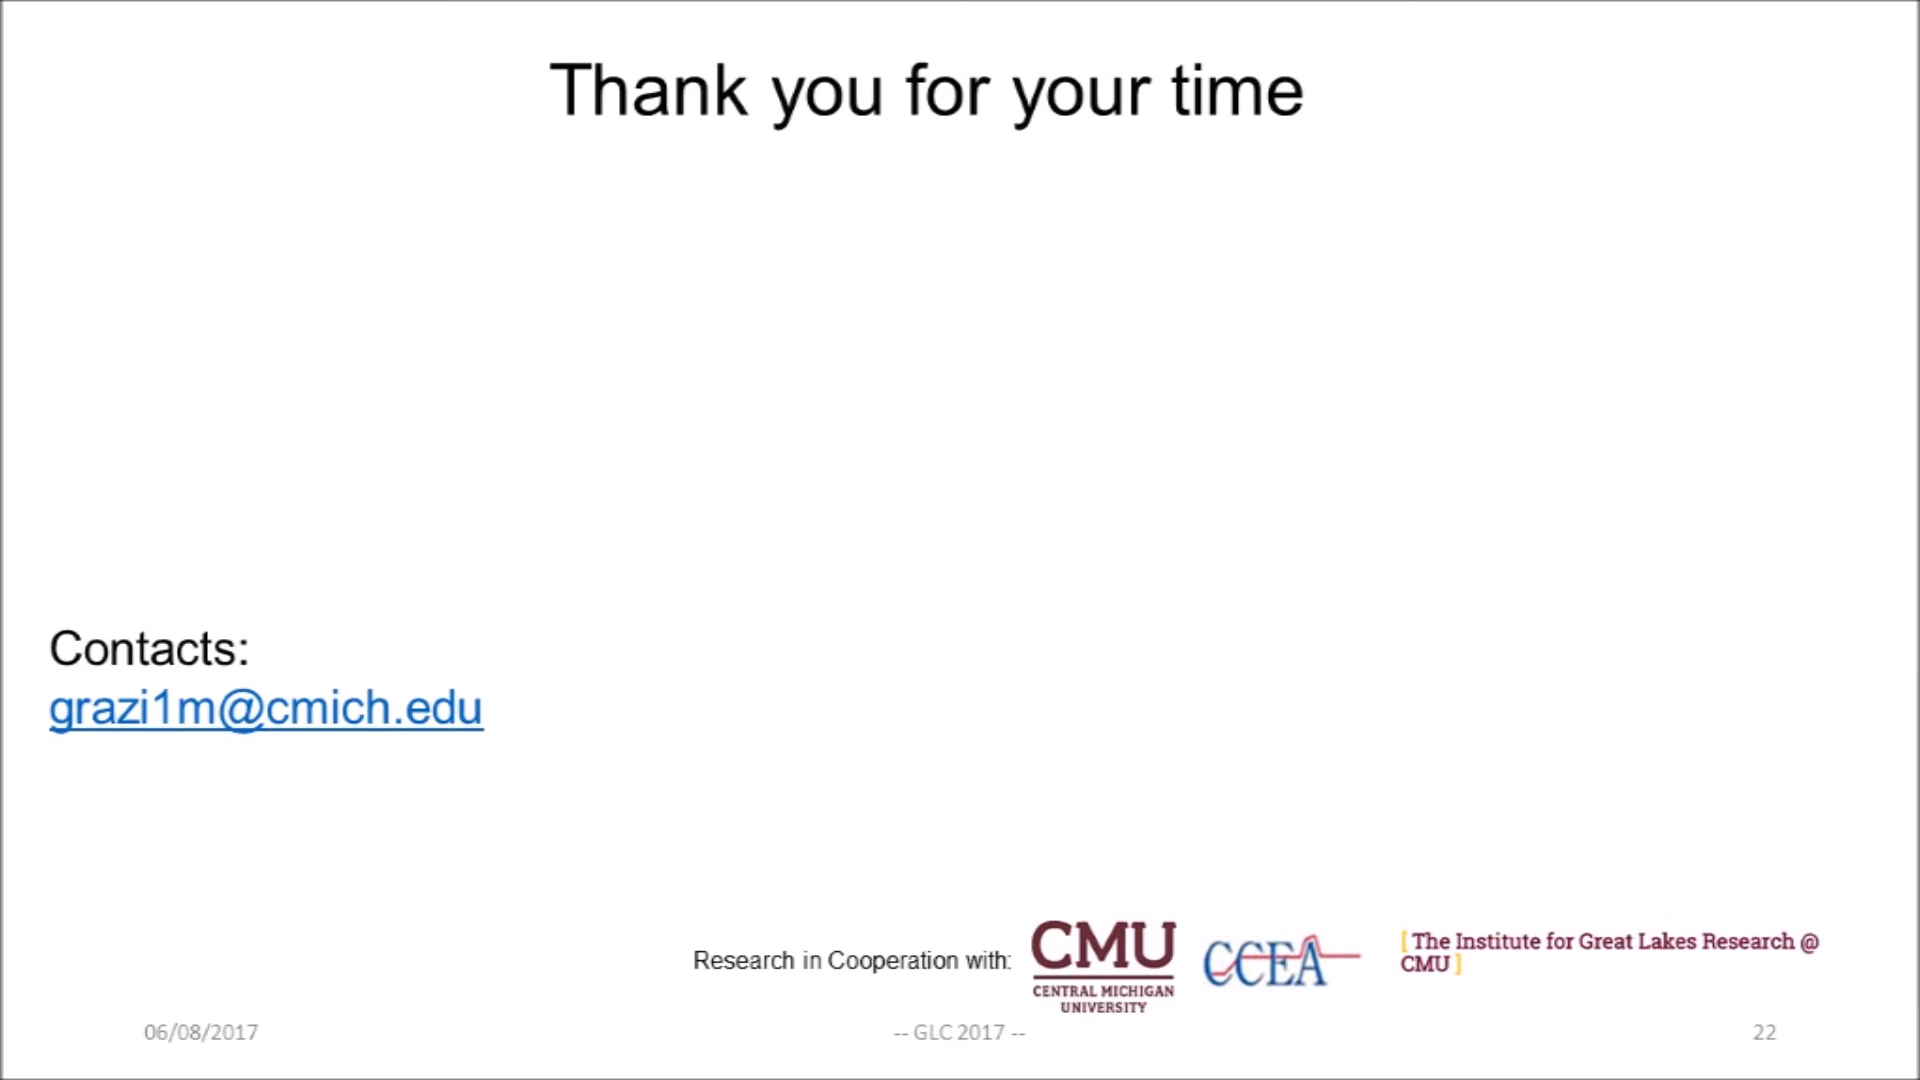 Thank you for your time
Contacts:
grazi1m@cmich.edu
Research in Cooperation with:
CMU
CENTRAL MICHIGAN
UNIVERSITY
CCEA
[ The Institute for Great Lakes Research @
CMU ]
06/08/2017
-- GLC 2017 --
22